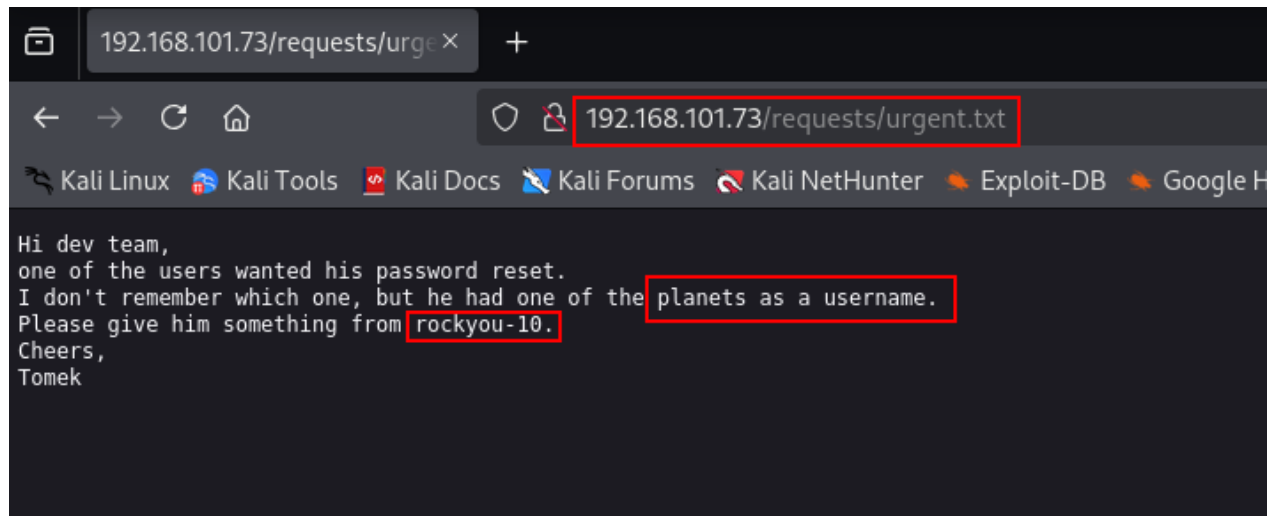 192.168.101.73/requests/urge
192.168.101.73/requests/urgent.txt
Kali Linux Kali Tools Kali Docs Kali Forums Kali NetHunter Exploit-DB Google H
Hi dev team,
one of the users wanted his password reset.
I don't remember which one, but he had one of the planets as a username.
Please give him something from rockyou-10.
Cheers,
Tomek